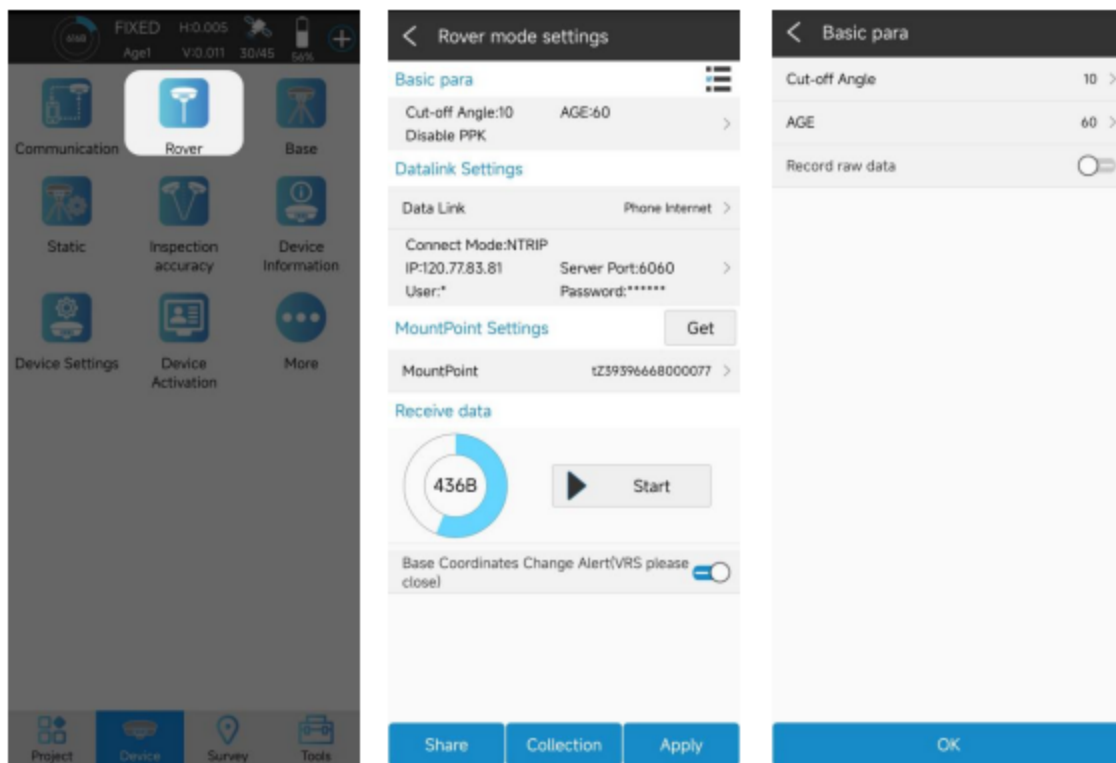 616B
FIXED H:0.005
Age1 V:0.011 30/45 56%
Communication Rover Base
Static Inspection accuracy Device Information
Device Settings Device Activation More
Project Device Survey Tools
Rover mode settings
Basic para
Cut-off Angle:10 AGE:60
Disable PPK
Datalink Settings
Data Link Phone Internet
Connect Mode:NTRIP
IP:120.77.83.81 Server Port:6060
User:* Password:******
MountPoint Settings Get
MountPoint tZ39396668000077
Receive data
436B Start
Base Coordinates Change Alert(VRS please
close)
Share Collection Apply
Basic para
Cut-off Angle 10
AGE 60
Record raw data
OK